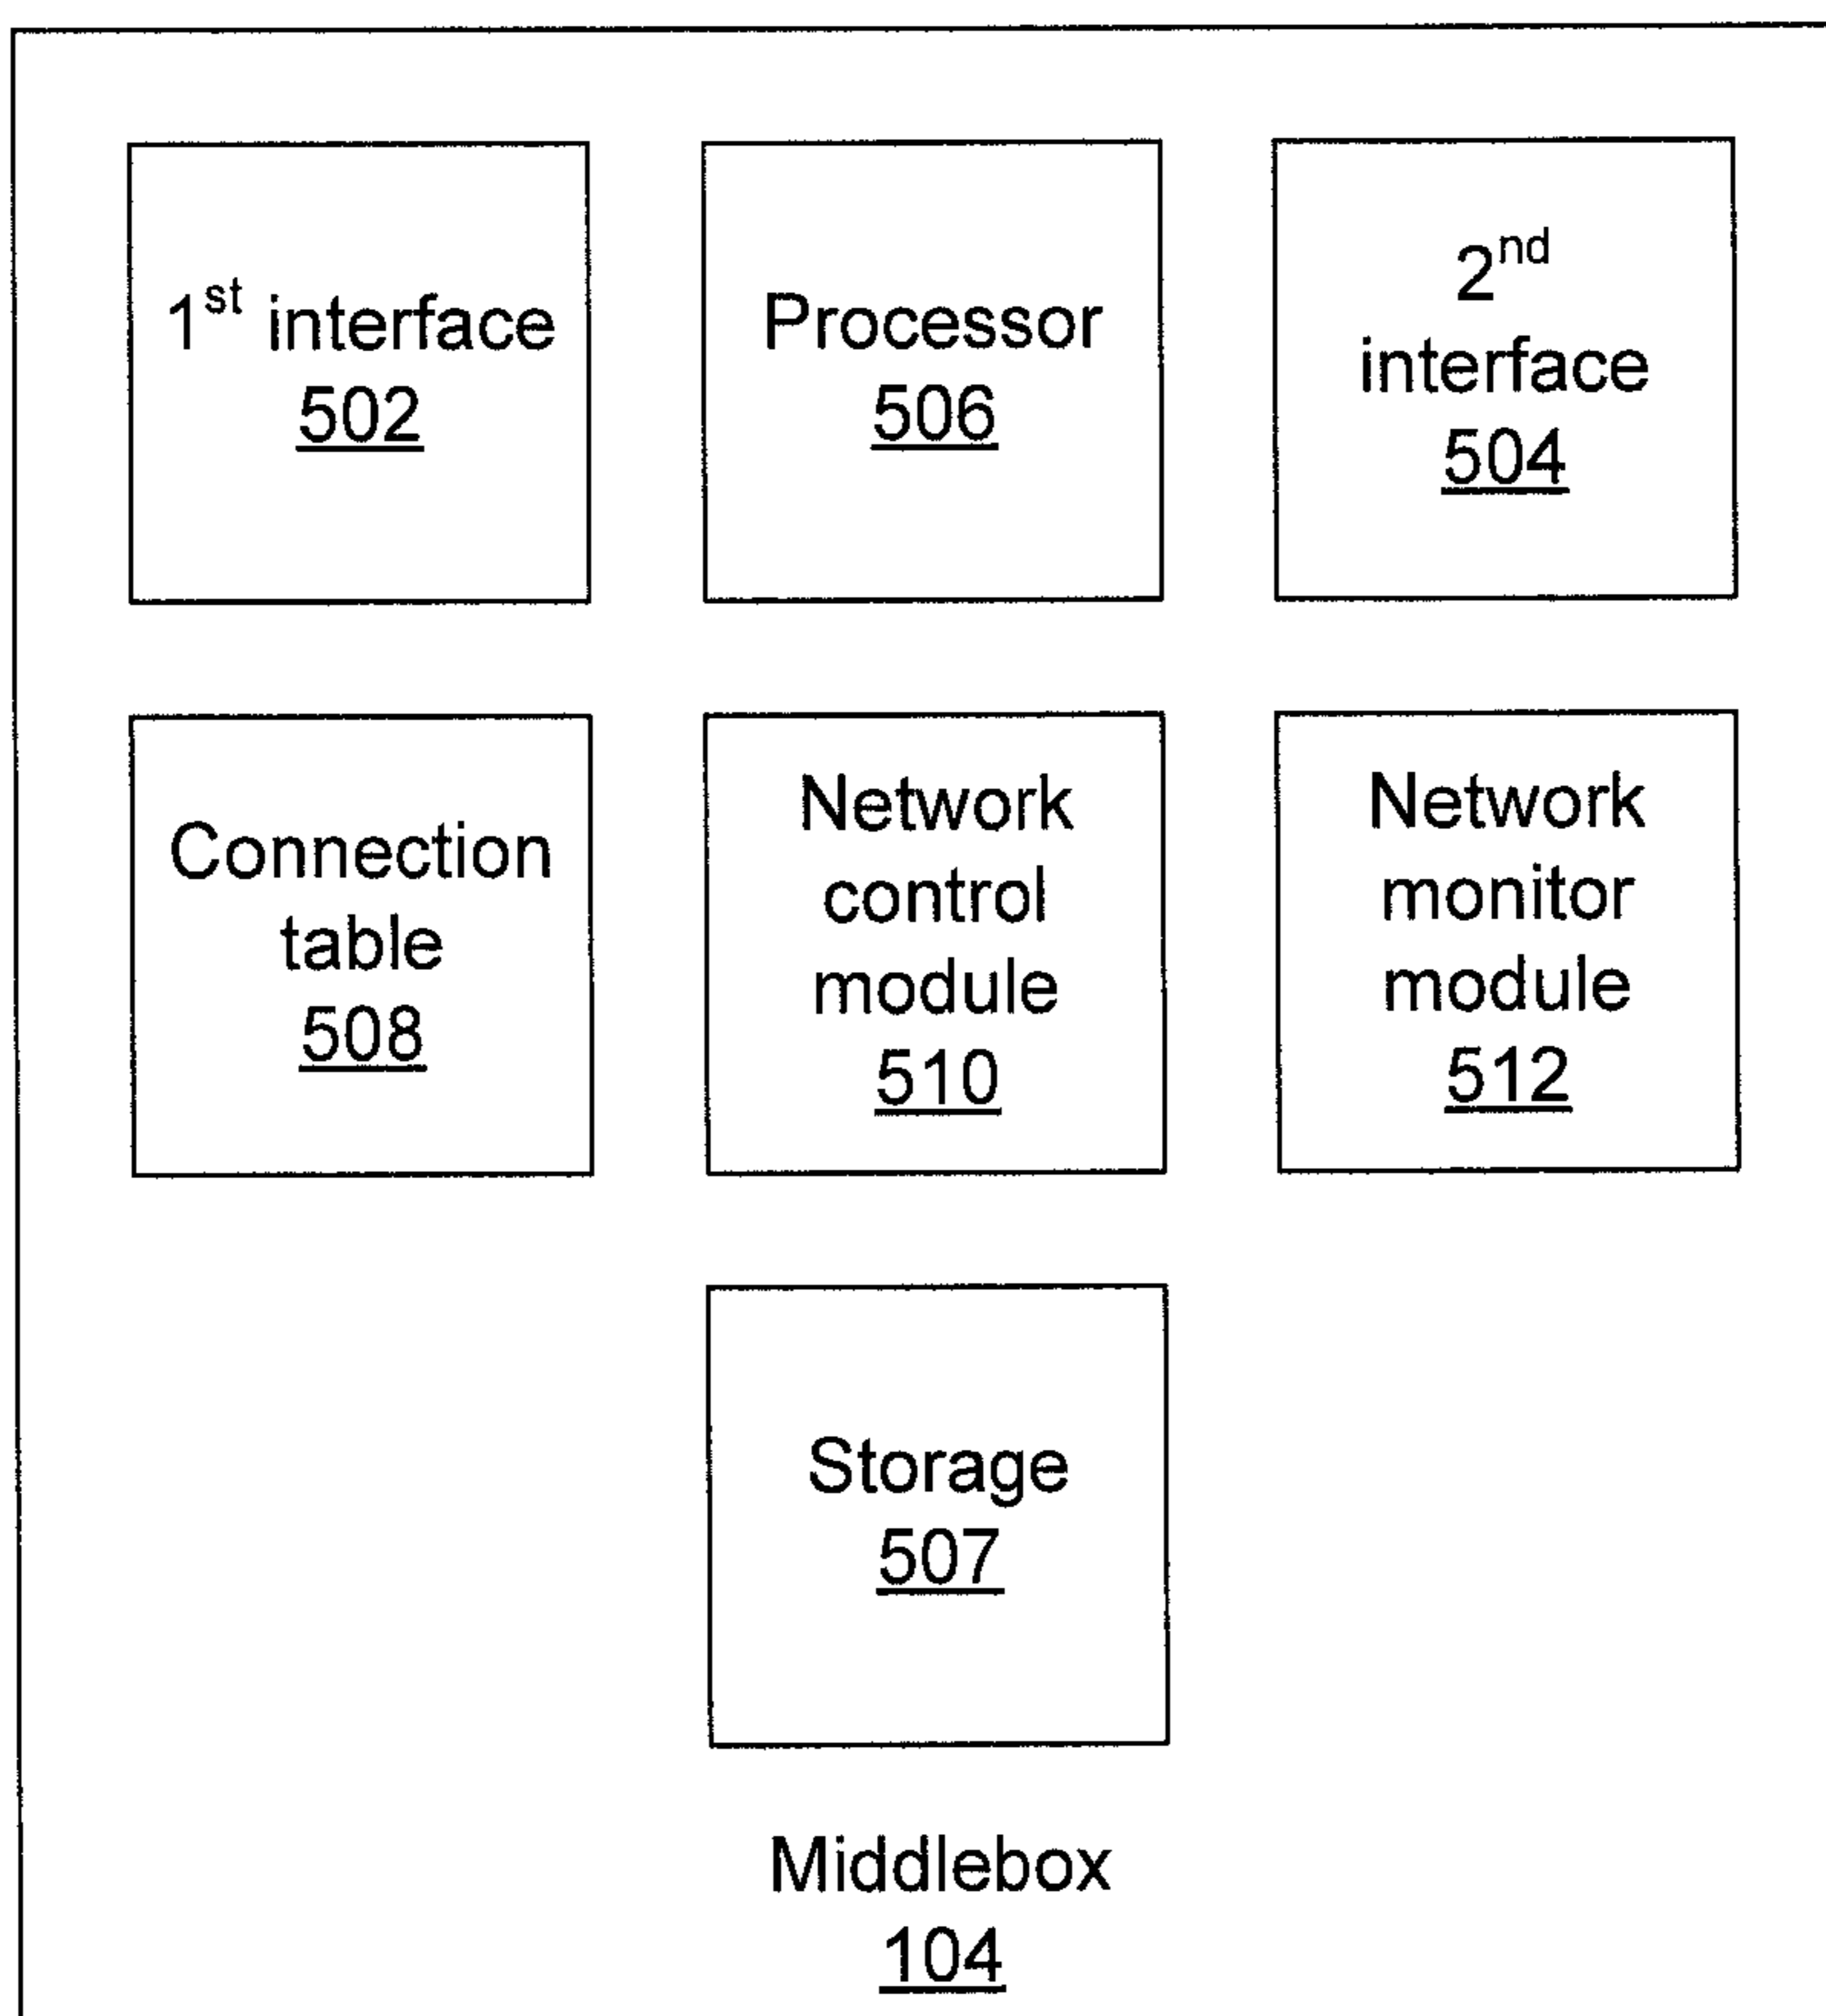 1st interface
502
Processor
506
2nd
interface
504
Connection
table
508
Network
control
module
510
Network
monitor
module
512
Storage
507
Middlebox
104